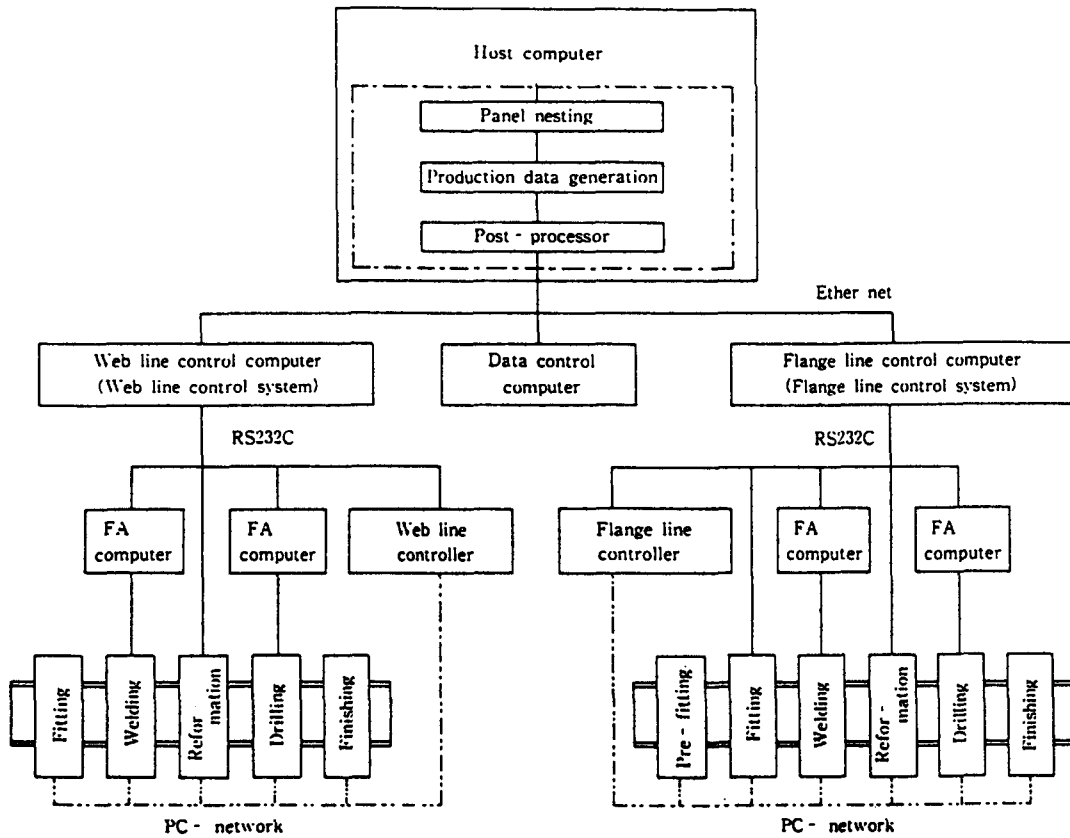 Host computer
Panel nesting
Production data generation
Post - processor
Ether net
Web line control computer
(Web line control system)
Data control
computer
Flange line control computer
(Flange line control system)
RS232C
RS232C
FA
computer
FA
computer
Web line
controller
Flange line
controller
FA
computer
FA
computer
Fitting
Welding
Refor
mation
Drilling
Finishing
Pre - fitting
Fitting
Welding
Refor -
mation
Drilling
Finishing
PC - network
PC - network